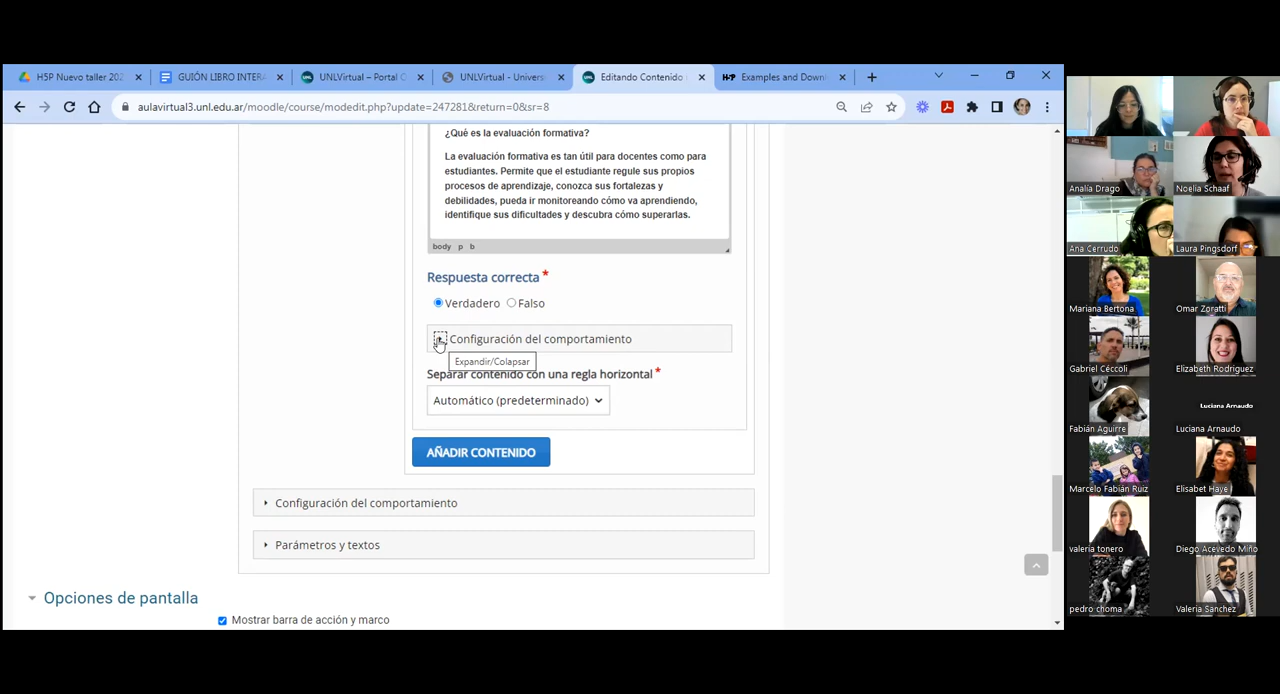 H5P Nuevo taller 202
GUIÓN LIBRO INTERA
UNLVirtual – Portal C
UNLVirtual - Univers
Editando Contenido
H-P Examples and Down
aulavirtual3.unl.edu.ar/moodle/course/modedit.php?update=247281&return=0&sr=8
¿Qué es la evaluación formativa?
La evaluación formativa es tan útil para docentes como para
estudiantes. Permite que el estudiante regule sus propios
procesos de aprendizaje, conozca sus fortalezas y
debilidades, pueda ir monitoreando cómo va aprendiendo,
identifique sus dificultades y descubra cómo superarlas.
body p b
Respuesta correcta *
Verdadero Falso
Configuración del comportamiento
Expandir/Colapsar
Separar contenido con una regla horizontal *
Automático (predeterminado)
AÑADIR CONTENIDO
Configuración del comportamiento
Parámetros y textos
Opciones de pantalla
Mostrar barra de acción y marco
Analía Drago
Noelia Schaaf
Ana Cerrudo
Laura Pingsdorf
Mariana Bertona
Omar Zoratti
Gabriel Céccoli
Elizabeth Rodriguez
Luciana Arnaudo
Fabián Aguirre
Luciana Arnaudo
Marcelo Fabián Ruiz
Elisabet Haye
valeria tonero
Diego Acevedo Miño
pedro choma
Valeria Sanchez